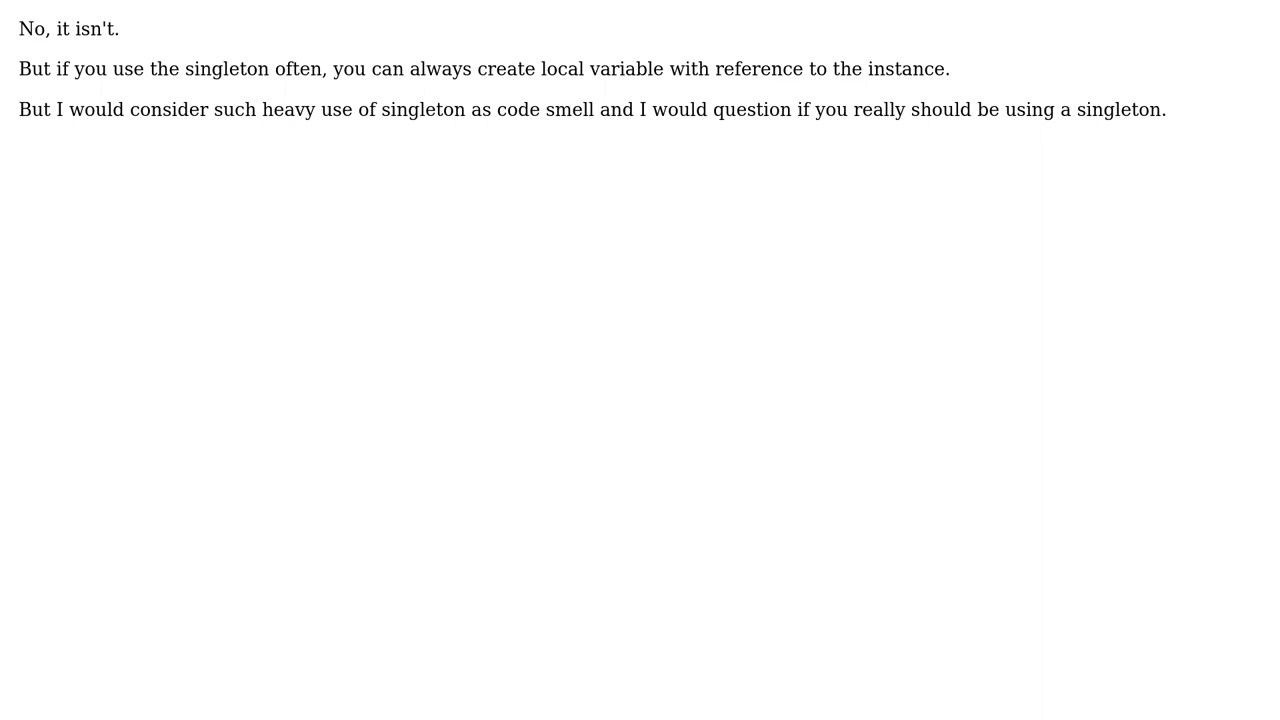 No, it isn't.
But if you use the singleton often, you can always create local variable with reference to the instance.
But I would consider such heavy use of singleton as code smell and I would question if you really should be using a singleton.